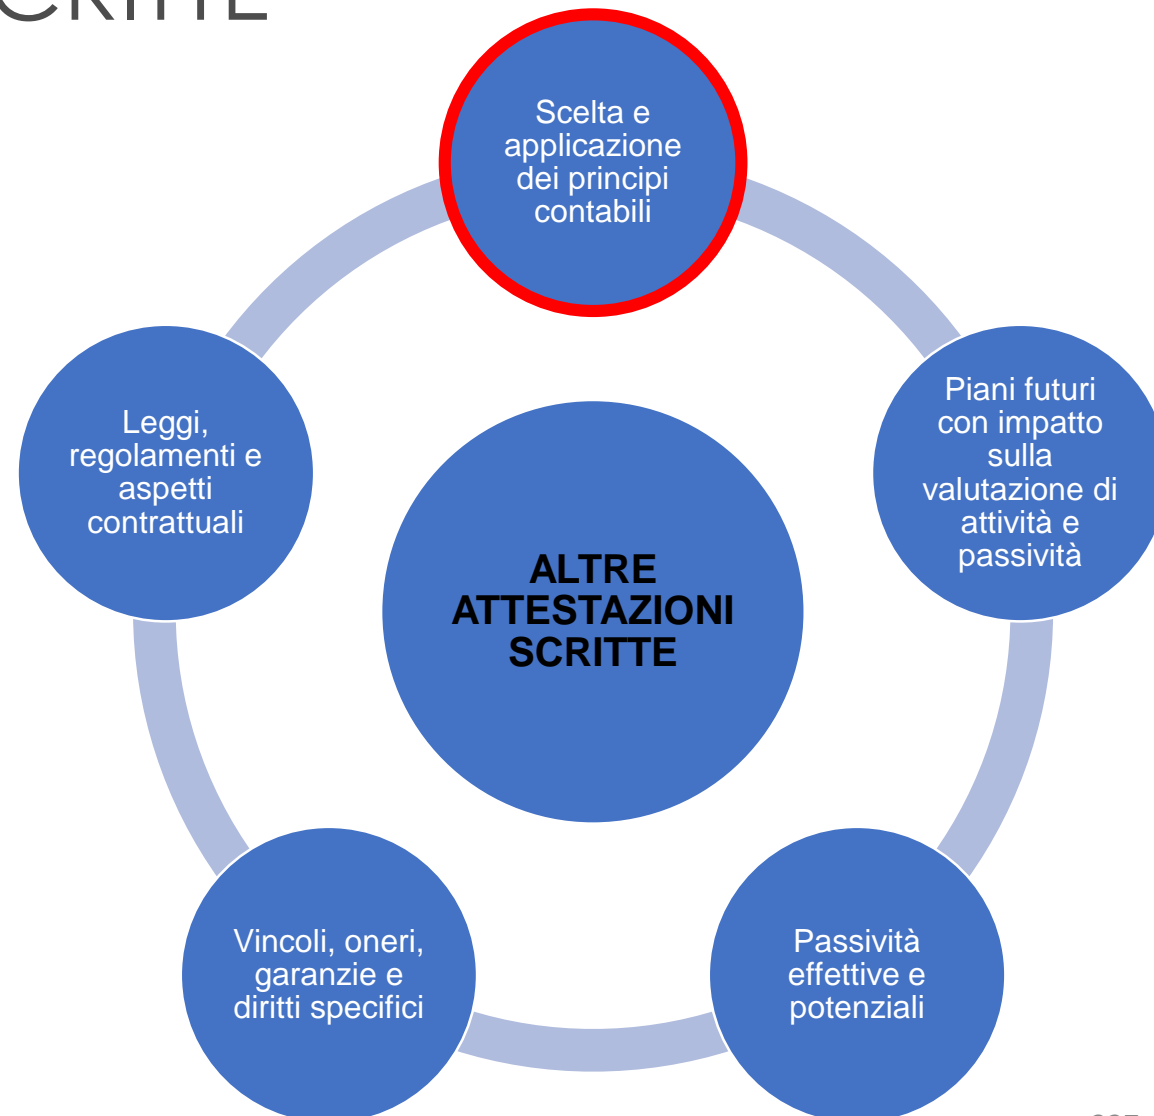 Scelta e
applicazione
dei principi
contabili
Piani futuri
con impatto
sulla
valutazione di
attività e
passività
Leggi,
regolamenti e
aspetti
contrattuali
ALTRE
ATTESTAZIONI
SCRITTE
Vincoli, oneri,
garanzie e
diritti specifici
Passività
effettive e
potenziali